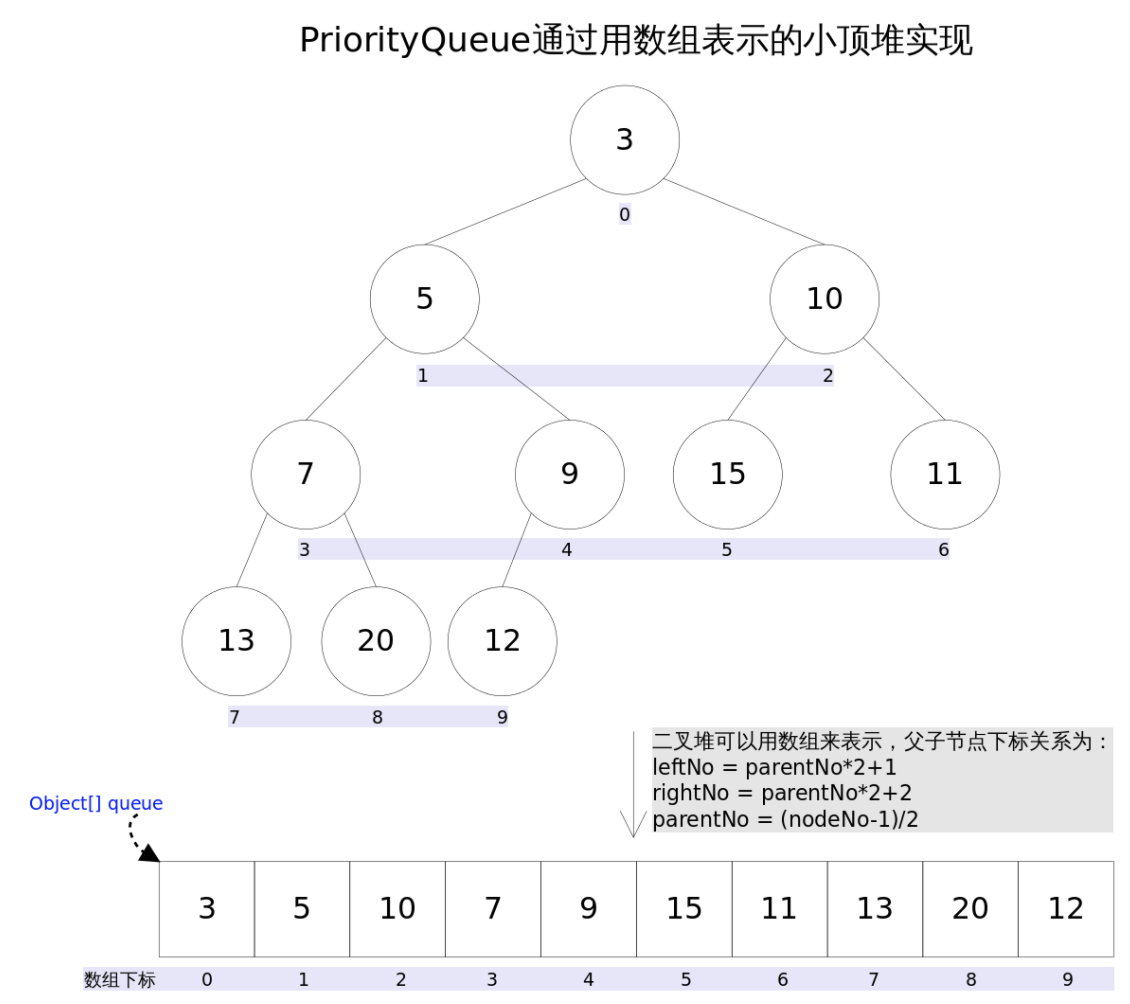 PriorityQueue通过用数组表示的小顶堆实现
3
0
5 10
1 2
7 9 15 11
3 4 5 6
13 20 12
7 8 9
二叉堆可以用数组来表示，父子节点下标关系为：
leftNo = parentNo*2+1
rightNo = parentNo*2+2
parentNo = (nodeNo-1)/2
Object[] queue
3 5 10 7 9 15 11 13 20 12
数组下标 0 1 2 3 4 5 6 7 8 9